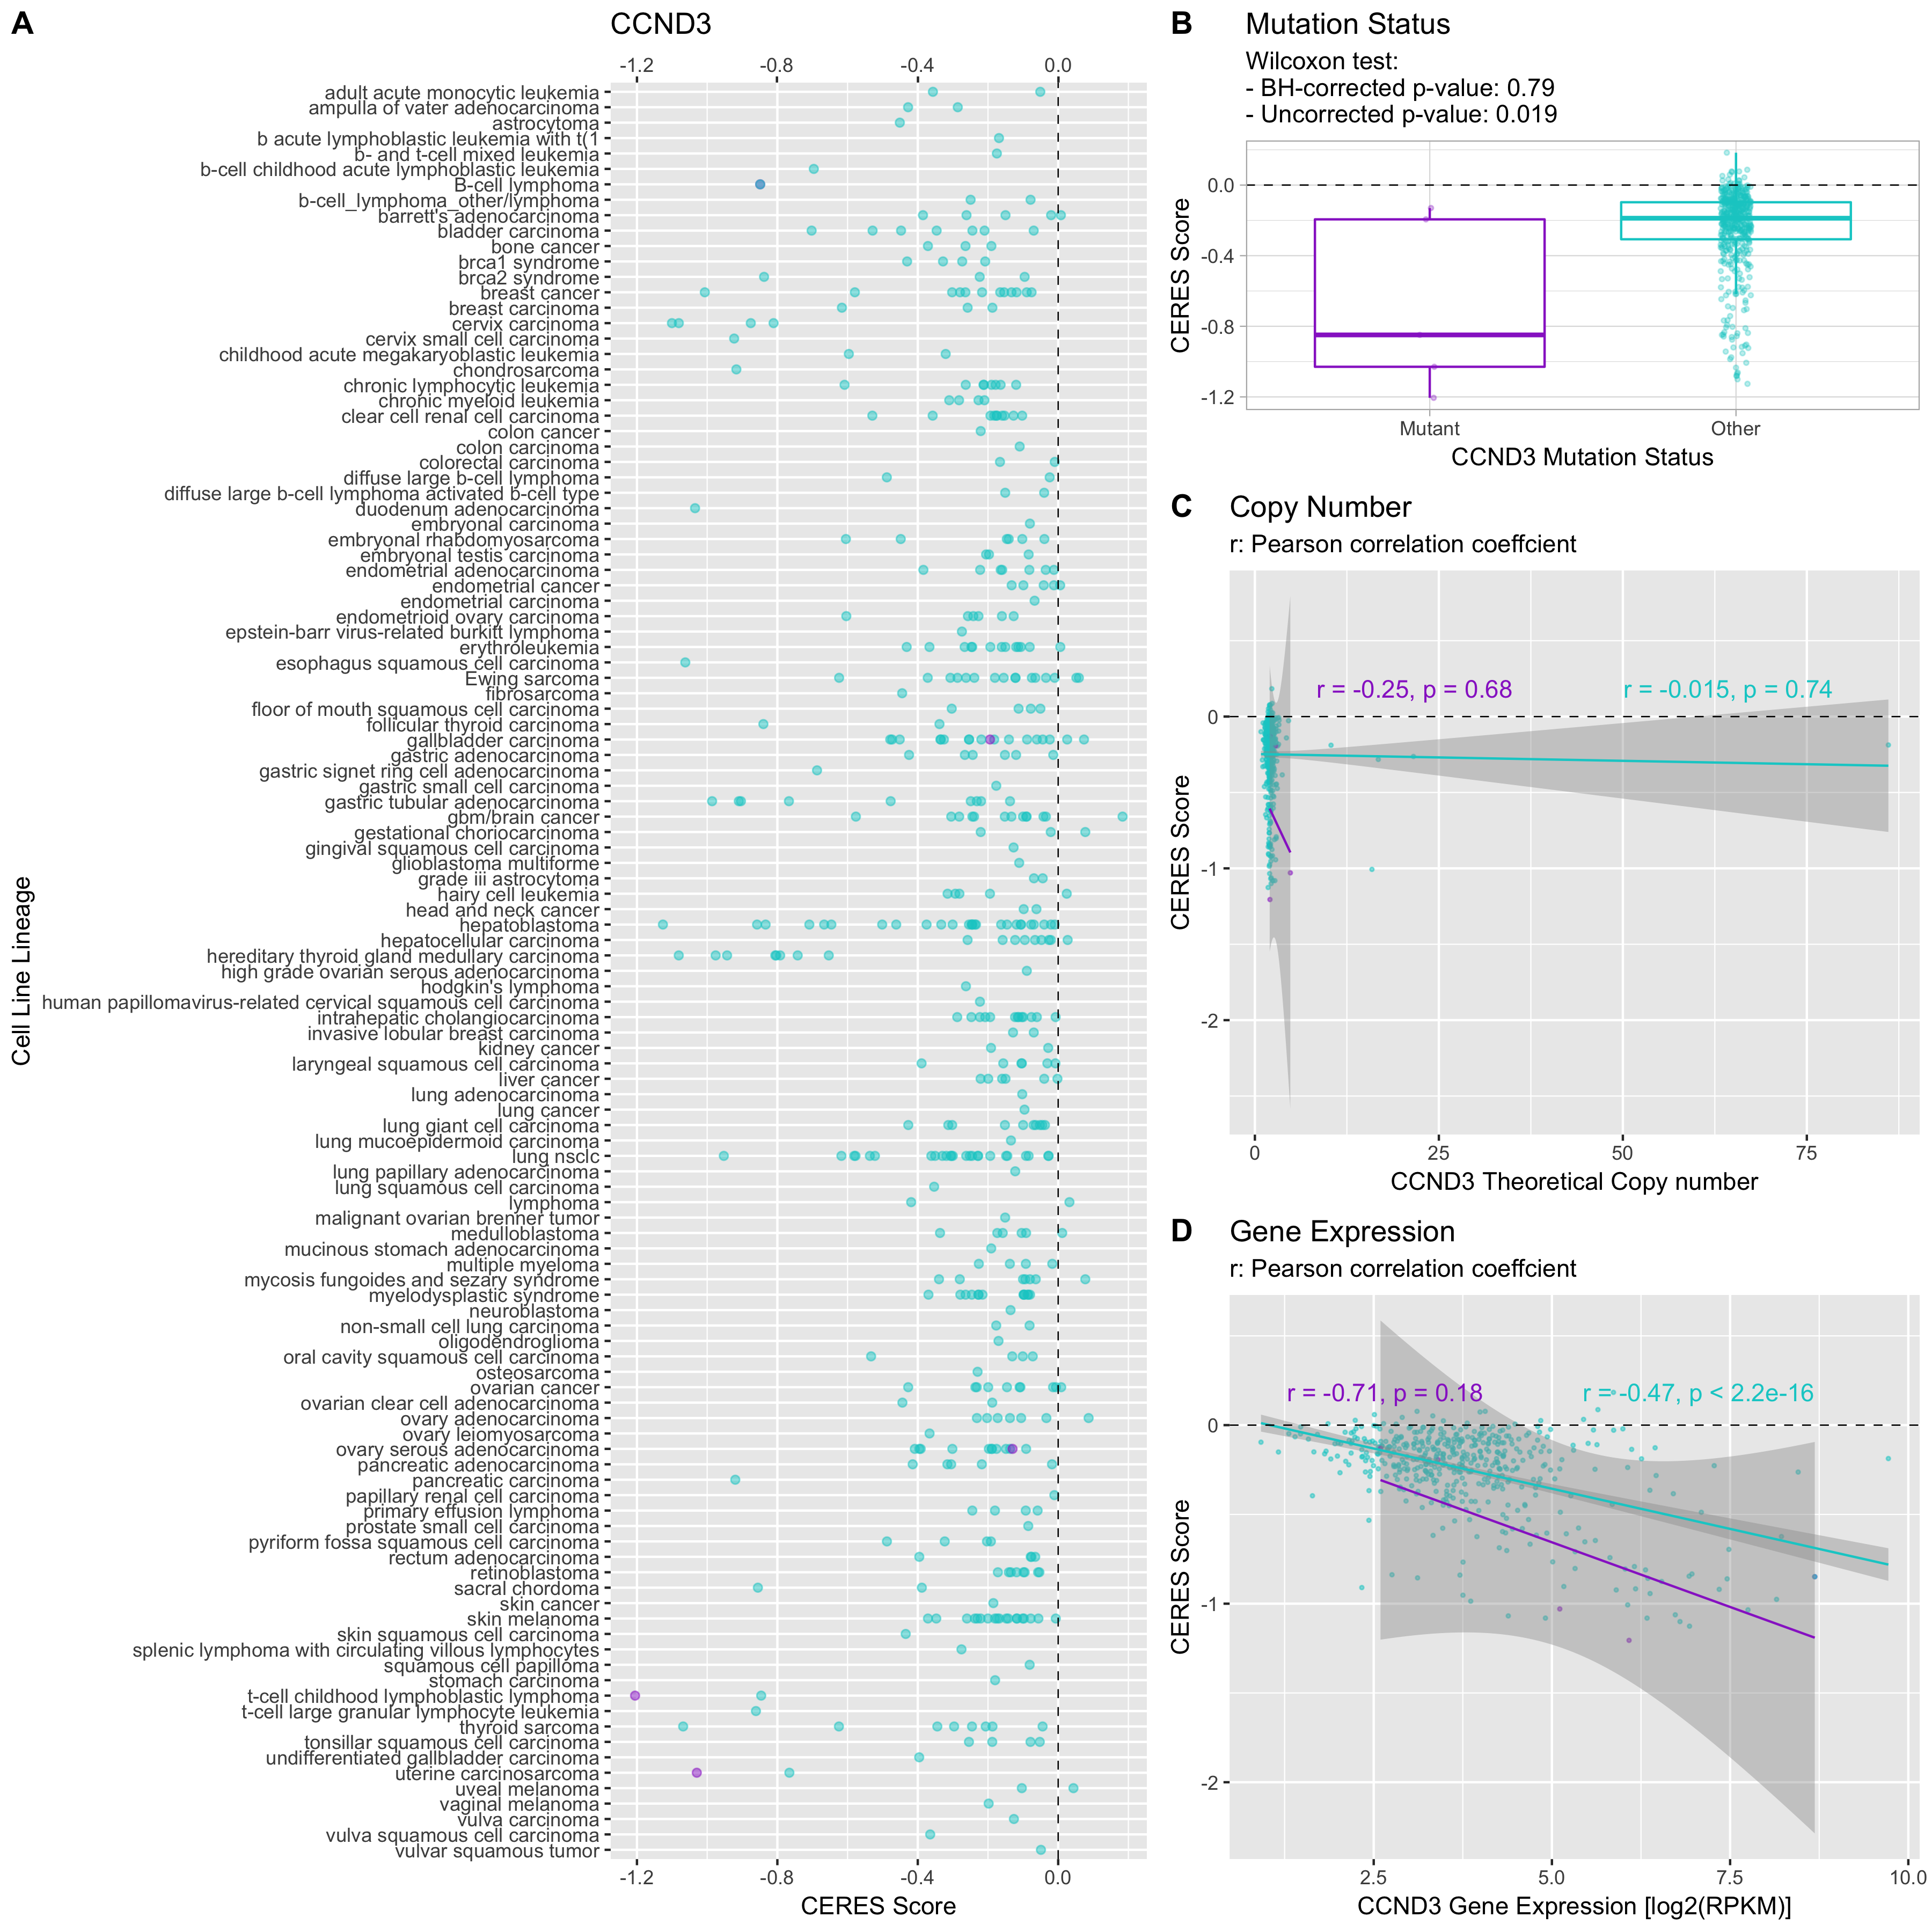 A
CCND3
-1.2 -0.8 -0.4 0.0
adult acute monocytic leukemia
ampulla of vater adenocarcinoma
astrocytoma
b acute lymphoblastic leukemia with t(1
b- and t-cell mixed leukemia
b-cell childhood acute lymphoblastic leukemia
B-cell lymphoma
b-cell_lymphoma_other/lymphoma
barrett's adenocarcinoma
bladder carcinoma
bone cancer
brca1 syndrome
brca2 syndrome
breast cancer
breast carcinoma
cervix carcinoma
cervix small cell carcinoma
childhood acute megakaryoblastic leukemia
chondrosarcoma
chronic lymphocytic leukemia
chronic myeloid leukemia
clear cell renal cell carcinoma
colon cancer
colon carcinoma
colorectal carcinoma
diffuse large b-cell lymphoma
diffuse large b-cell lymphoma activated b-cell type
duodenum adenocarcinoma
embryonal carcinoma
embryonal rhabdomyosarcoma
embryonal testis carcinoma
endometrial adenocarcinoma
endometrial cancer
endometrial carcinoma
endometrioid ovary carcinoma
epstein-barr virus-related burkitt lymphoma
erythroleukemia
esophagus squamous cell carcinoma
Ewing sarcoma
fibrosarcoma
floor of mouth squamous cell carcinoma
follicular thyroid carcinoma
gallbladder carcinoma
gastric adenocarcinoma
gastric signet ring cell adenocarcinoma
gastric small cell carcinoma
gastric tubular adenocarcinoma
gbm/brain cancer
gestational choriocarcinoma
gingival squamous cell carcinoma
glioblastoma multiforme
grade iii astrocytoma
hairy cell leukemia
head and neck cancer
hepatoblastoma
hepatocellular carcinoma
hereditary thyroid gland medullary carcinoma
high grade ovarian serous adenocarcinoma
hodgkin's lymphoma
human papillomavirus-related cervical squamous cell carcinoma
intrahepatic cholangiocarcinoma
invasive lobular breast carcinoma
kidney cancer
laryngeal squamous cell carcinoma
liver cancer
lung adenocarcinoma
lung cancer
lung giant cell carcinoma
lung mucoepidermoid carcinoma
lung nsclc
lung papillary adenocarcinoma
lung squamous cell carcinoma
lymphoma
malignant ovarian brenner tumor
medulloblastoma
mucinous stomach adenocarcinoma
multiple myeloma
mycosis fungoides and sezary syndrome
myelodysplastic syndrome
neuroblastoma
non-small cell lung carcinoma
oligodendroglioma
oral cavity squamous cell carcinoma
osteosarcoma
ovarian cancer
ovarian clear cell adenocarcinoma
ovary adenocarcinoma
ovary leiomyosarcoma
ovary serous adenocarcinoma
pancreatic adenocarcinoma
pancreatic carcinoma
papillary renal cell carcinoma
primary effusion lymphoma
prostate small cell carcinoma
pyriform fossa squamous cell carcinoma
rectum adenocarcinoma
retinoblastoma
sacral chordoma
skin cancer
skin melanoma
skin squamous cell carcinoma
splenic lymphoma with circulating villous lymphocytes
squamous cell papilloma
stomach carcinoma
t-cell childhood lymphoblastic lymphoma
t-cell large granular lymphocyte leukemia
thyroid sarcoma
tonsillar squamous cell carcinoma
undifferentiated gallbladder carcinoma
uterine carcinosarcoma
uveal melanoma
vaginal melanoma
vulva carcinoma
vulva squamous cell carcinoma
vulvar squamous tumor
-1.2 -0.8 -0.4 0.0
CERES Score
Cell Line Lineage
B
Mutation Status
Wilcoxon test:
- BH-corrected p-value: 0.79
- Uncorrected p-value: 0.019
0.0
-0.4
-0.8
-1.2
CERES Score
Mutant Other
CCND3 Mutation Status
C
Copy Number
r: Pearson correlation coeffcient
r = -0.25, p = 0.68 r = -0.015, p = 0.74
0
-1
-2
CERES Score
0 25 50 75
CCND3 Theoretical Copy number
D
Gene Expression
r: Pearson correlation coeffcient
r = -0.71, p = 0.18 r = -0.47, p < 2.2e-16
0
-1
-2
CERES Score
2.5 5.0 7.5 10.0
CCND3 Gene Expression [log2(RPKM)]